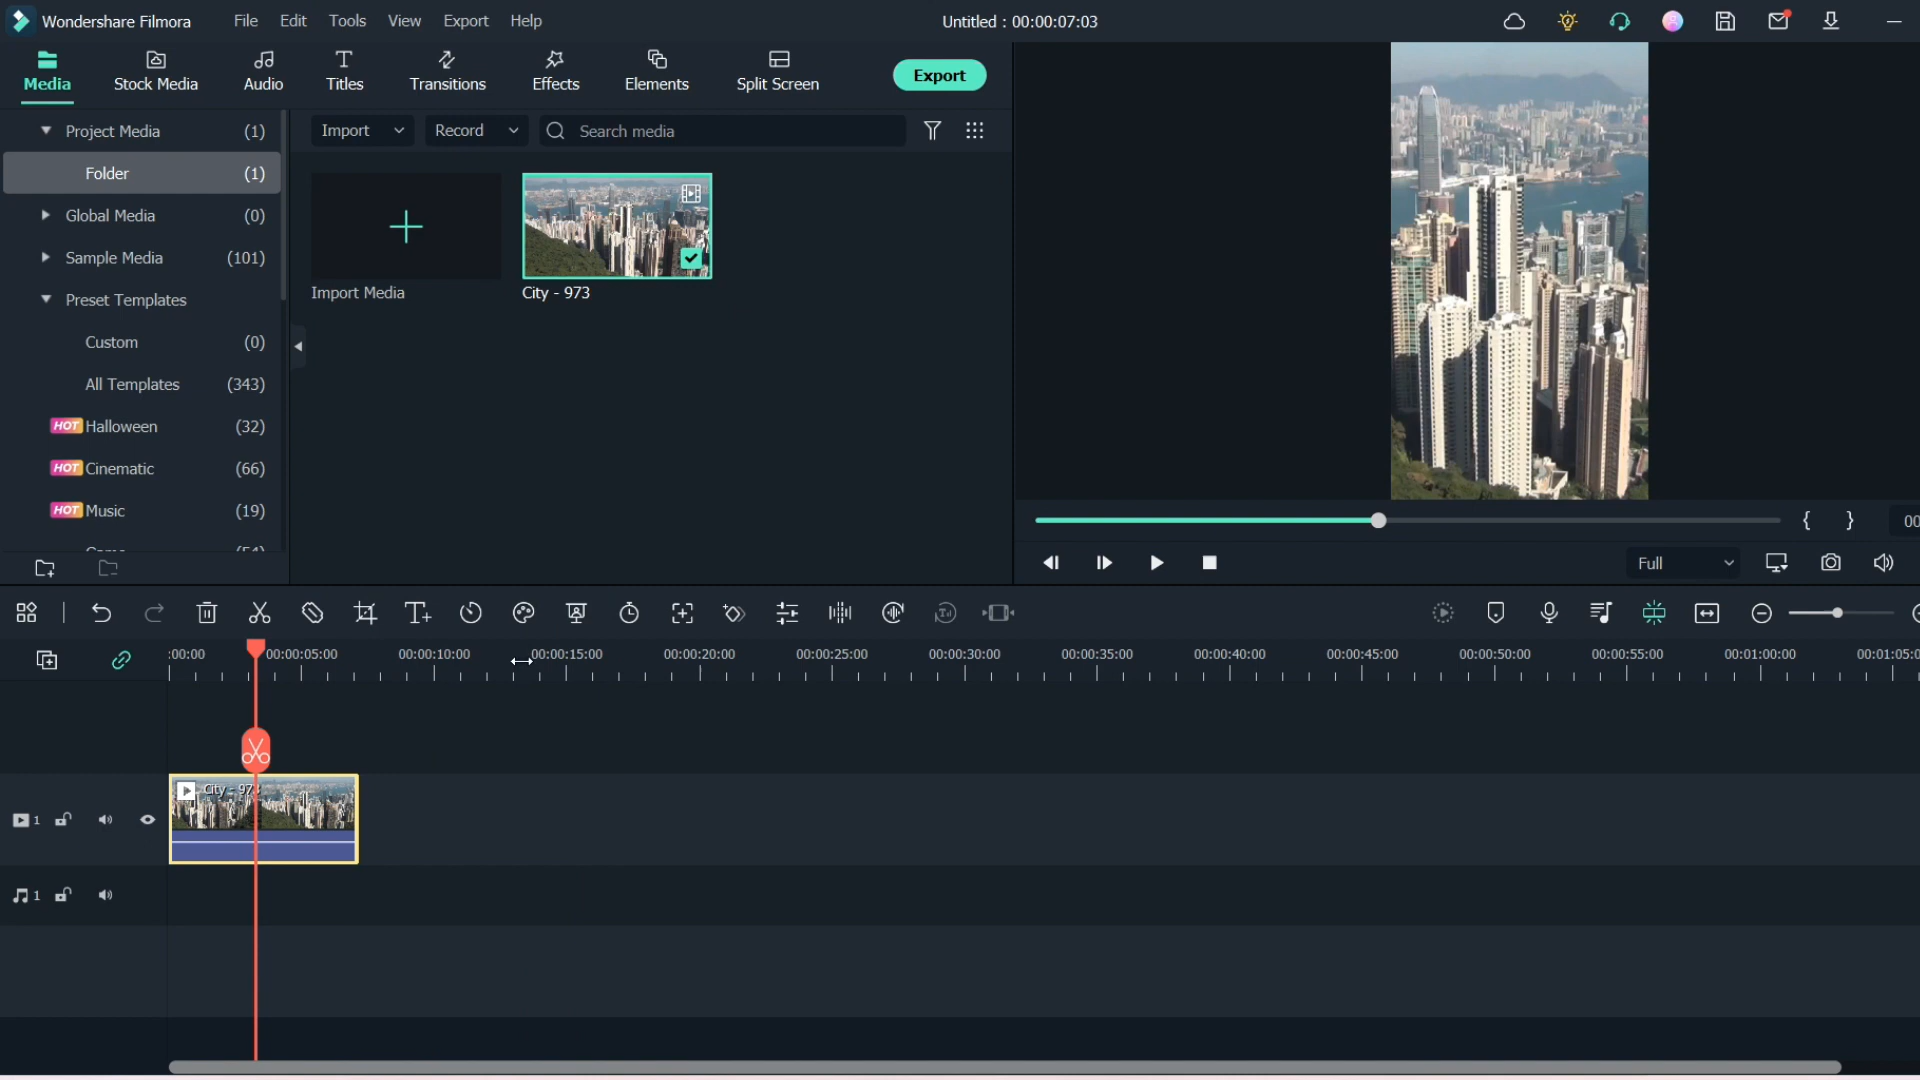 Wondershare Filmora File Edit Tools View Export Help Untitled : 00:00:07:03
Media Stock Media Audio Titles Transitions Effects Elements Split Screen Export
Project Media (1)
Folder (1)
Global Media (0)
Sample Media (101)
Preset Templates
Custom (0)
All Templates (343)
HOT Halloween (32)
HOT Cinematic (66)
HOT Music (19)
Import Record Search media
Import Media City - 973
{ } 00
Full
:00:00 00:00:05:00 00:00:10:00 00:00:15:00 00:00:20:00 00:00:25:00 00:00:30:00 00:00:35:00 00:00:40:00 00:00:45:00 00:00:50:00 00:00:55:00 00:01:00:00 00:01:05:0
City - 973
1
1